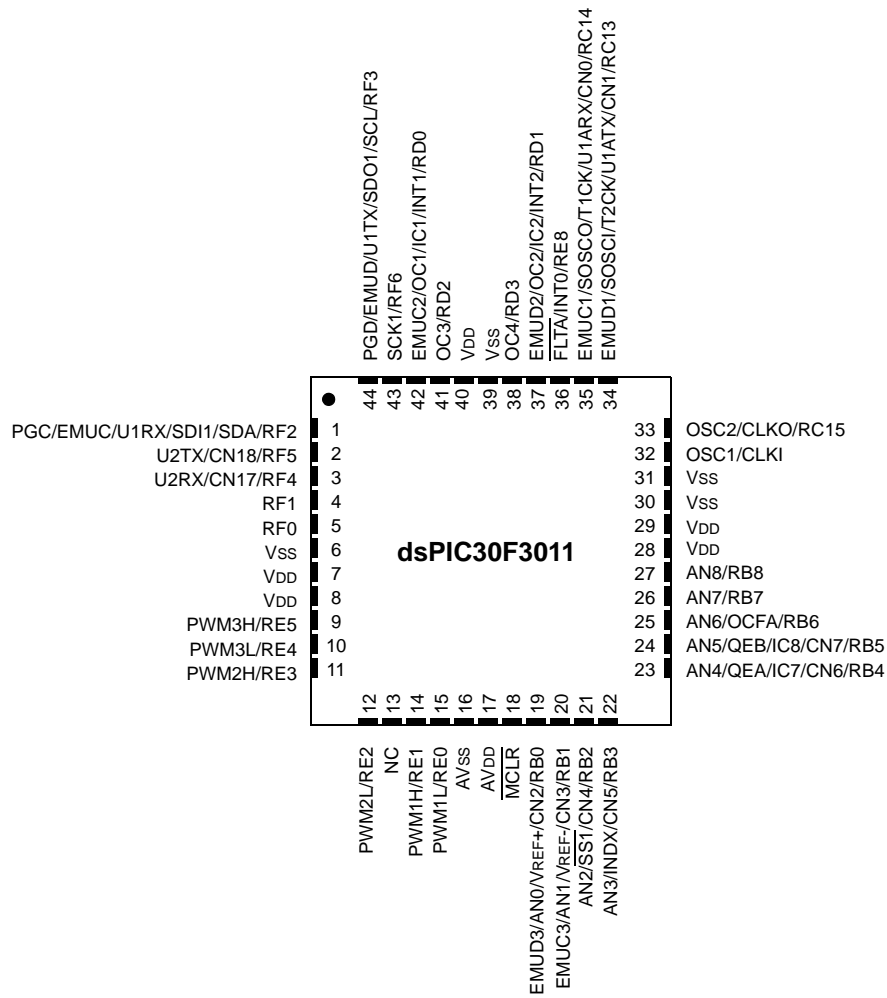 PGD/EMUD/U1TX/SDO1/SCL/RF3
SCK1/RF6
EMUC2/OC1/IC1/INT1/RD0
OC3/RD2
VDD
VSS
OC4/RD3
EMUD2/OC2/IC2/INT2/RD1
FLTA/INT0/RE8
EMUC1/SOSCO/T1CK/U1ARX/CN0/RC14
EMUD1/SOSCI/T2CK/U1ATX/CN1/RC13
44 43 42 41 40 39 38 37 36 35 34
PGC/EMUC/U1RX/SDI1/SDA/RF2 1
U2TX/CN18/RF5 2
U2RX/CN17/RF4 3
RF1 4
RF0 5
VSS 6
VDD 7
VDD 8
PWM3H/RE5 9
PWM3L/RE4 10
PWM2H/RE3 11
dsPIC30F3011
33 OSC2/CLKO/RC15
32 OSC1/CLKI
31 VSS
30 VSS
29 VDD
28 VDD
27 AN8/RB8
26 AN7/RB7
25 AN6/OCFA/RB6
24 AN5/QEB/IC8/CN7/RB5
23 AN4/QEA/IC7/CN6/RB4
12 13 14 15 16 17 18 19 20 21 22
PWM2L/RE2
NC
PWM1H/RE1
PWM1L/RE0
AVSS
AVDD
MCLR
EMUD3/AN0/VREF+/CN2/RB0
EMUC3/AN1/VREF-/CN3/RB1
AN2/SS1/CN4/RB2
AN3/INDX/CN5/RB3